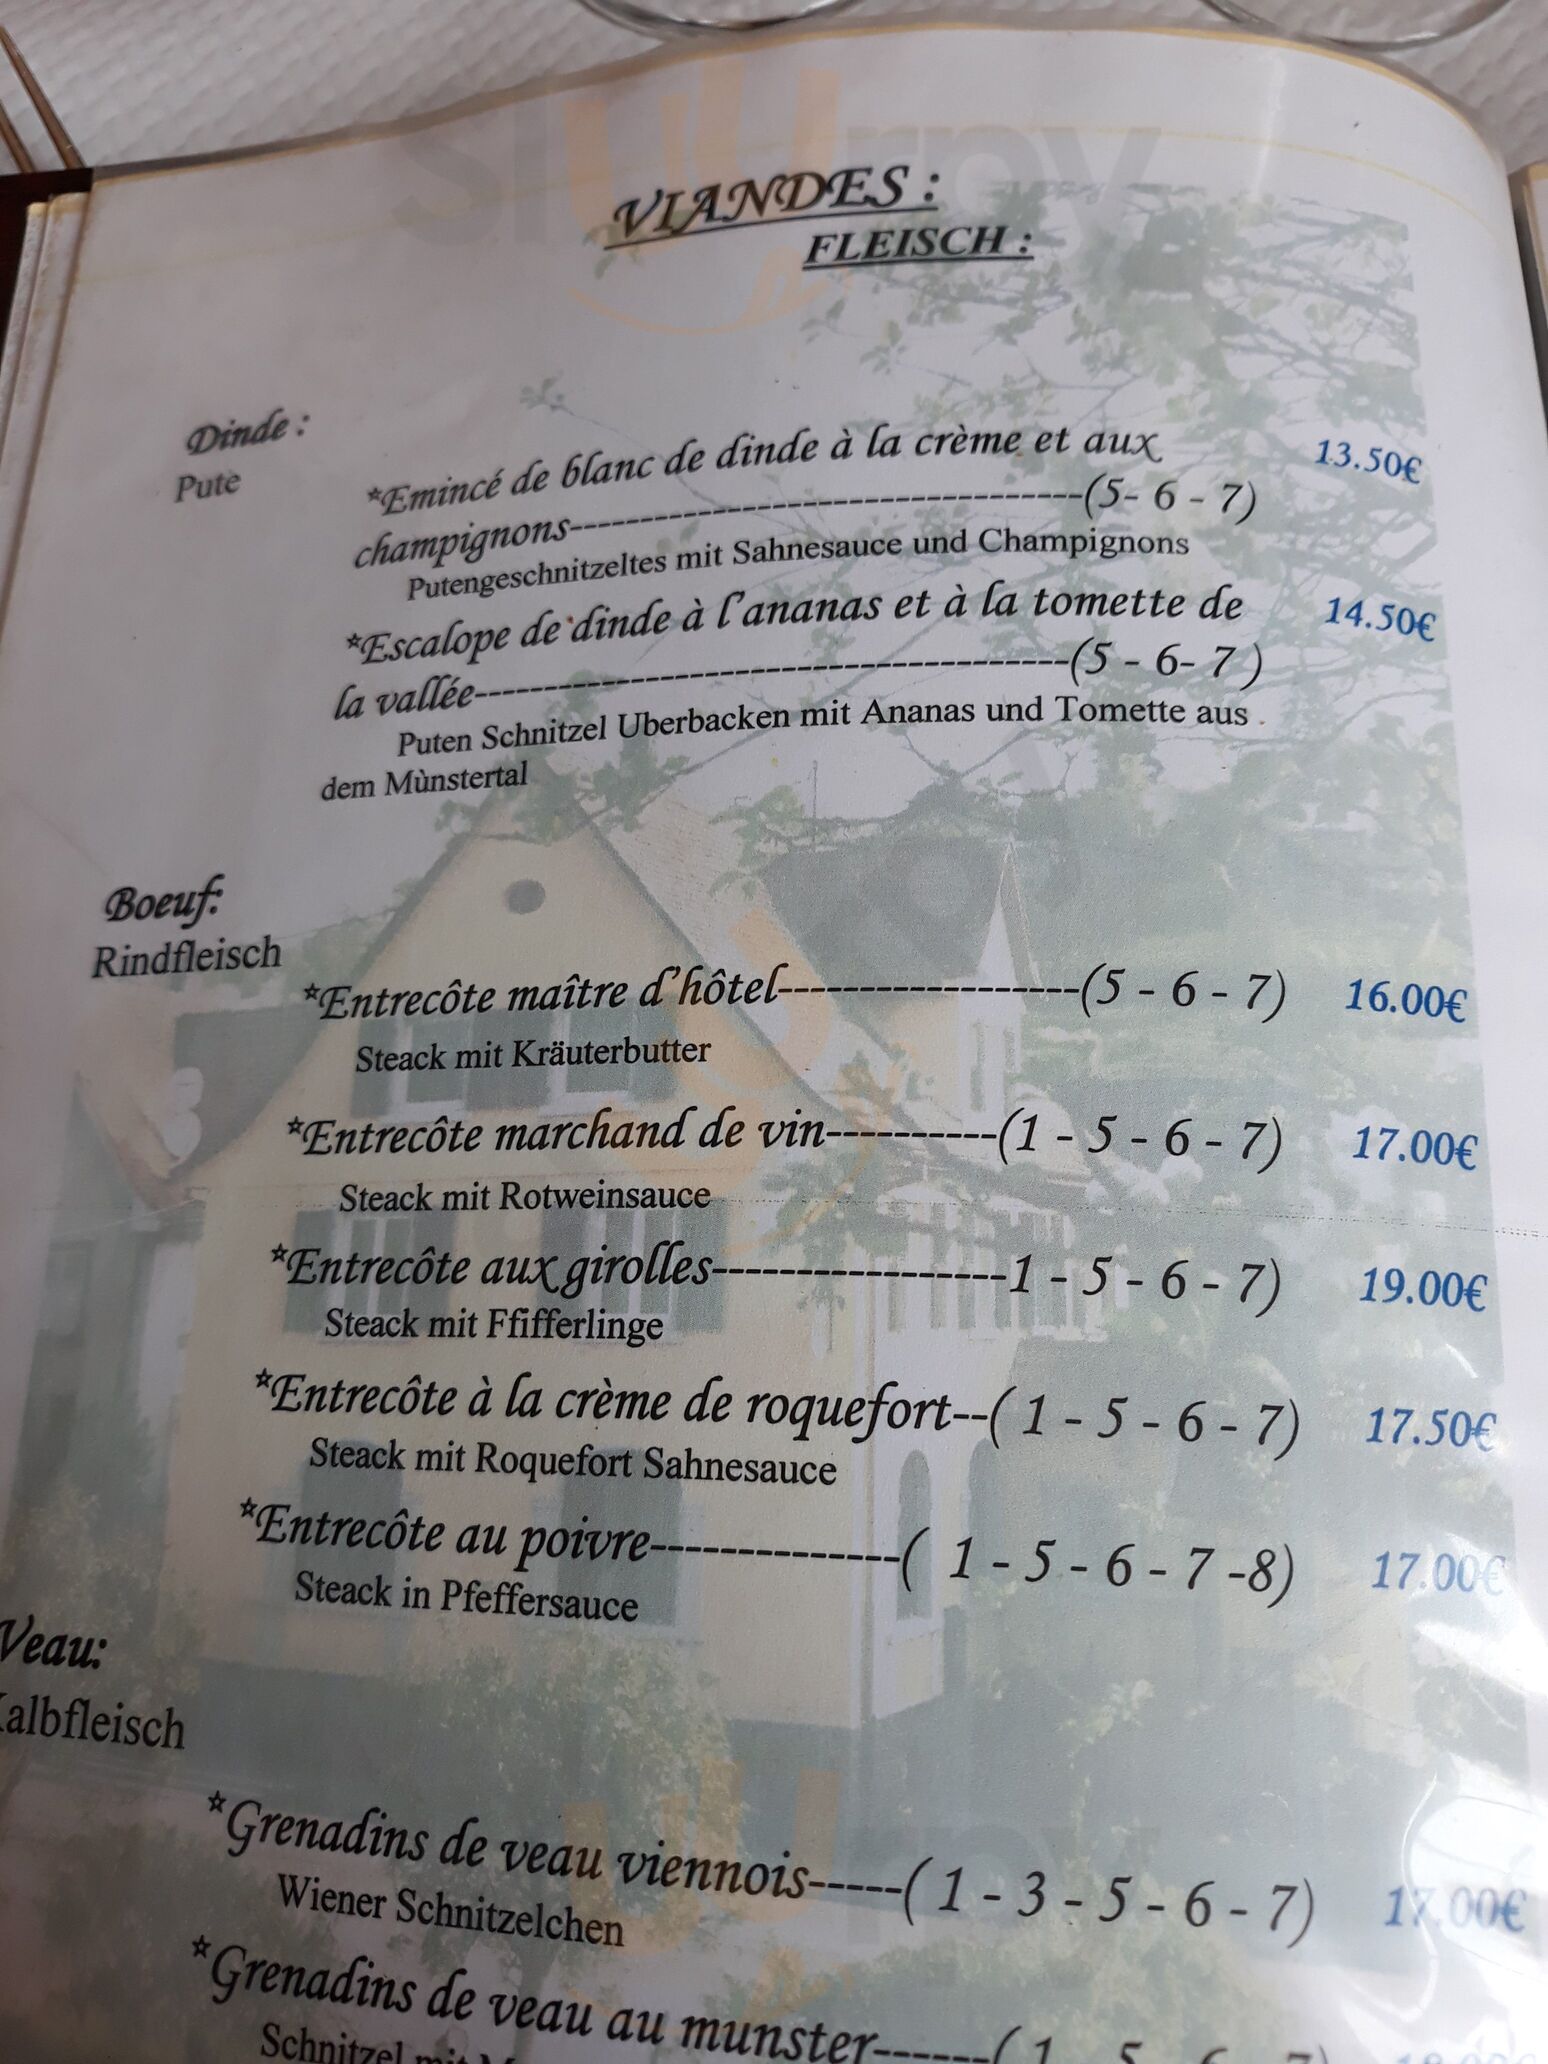 VIANDES :
FLEISCH :
Dinde :
Pute
*Emincé de blanc de dinde à la crème et aux 13.50€
champignons-------------------------------------(5- 6 - 7)
Putengeschnitzeltes mit Sahnesauce und Champignons
*Escalope de dinde à l'ananas et à la tomette de 14.50€
la vallée-------------------------------------------(5 - 6- 7 )
Puten Schnitzel Uberbacken mit Ananas und Tomette aus
dem Mùnstertal
Boeuf:
Rindfleisch
*Entrecôte maître d'hôtel------------------(5 - 6 - 7) 16.00€
Steack mit Kräuterbutter
*Entrecôte marchand de vin----------(1 - 5 - 6 - 7) 17.00€
Steack mit Rotweinsauce
*Entrecôte aux girolles-----------------1 - 5 - 6 - 7) 19.00€
Steack mit Ffifferlinge
*Entrecôte à la crème de roquefort--( 1 - 5 - 6 - 7) 17.50€
Steack mit Roquefort Sahnesauce
*Entrecôte au poivre--------------( 1 - 5 - 6 - 7 -8) 17.00€
Steack in Pfeffersauce
Veau:
albfleisch
*Grenadins de veau viennois-----( 1 - 3 - 5 - 6 - 7) 17.00€
Wiener Schnitzelchen
*Grenadins de veau au munster------( 1 5 6 7)
Schnitzel mit